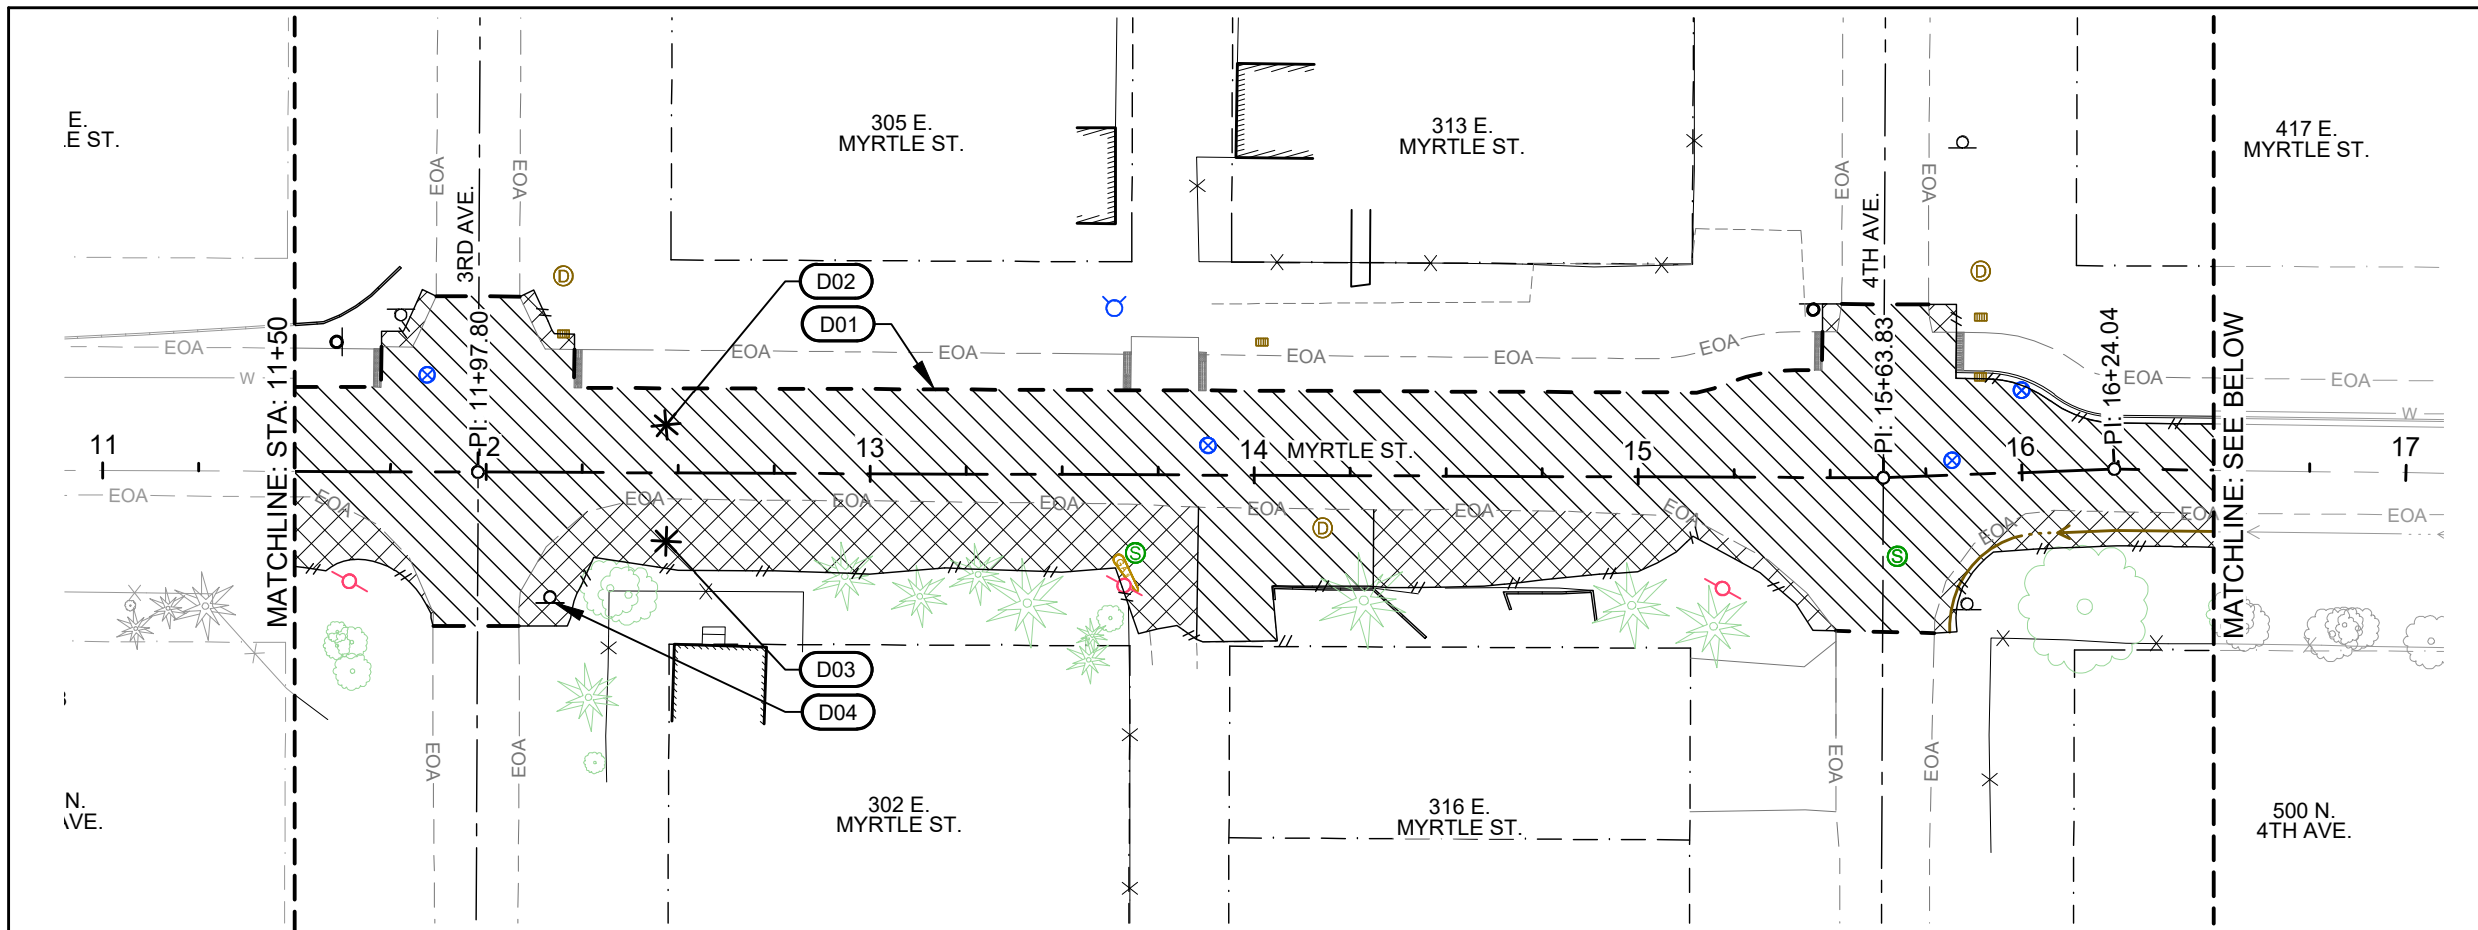 E.
LE ST.
305 E.
MYRTLE ST.
313 E.
MYRTLE ST.
417 E.
MYRTLE ST.
EOA
EOA
EOA
EOA
3RD AVE.
4TH AVE.
D
D
D02
D01
MATCHLINE: STA: 11+50
PI: 11+97.80
PI: 15+63.83
PI: 16+24.04
MATCHLINE: SEE BELOW
EOA
EOA
EOA
EOA
EOA
EOA
EOA
EOA
W
W
11
12
13
14
MYRTLE ST.
15
16
17
EOA
EOA
EOA
EOA
EOA
EOA
EOA
EOA
EOA
EOA
EOA
D
S
S
GA
D03
D04
EOA
EOA
EOA
EOA
N.
AVE.
302 E.
MYRTLE ST.
316 E.
MYRTLE ST.
500 N.
4TH AVE.